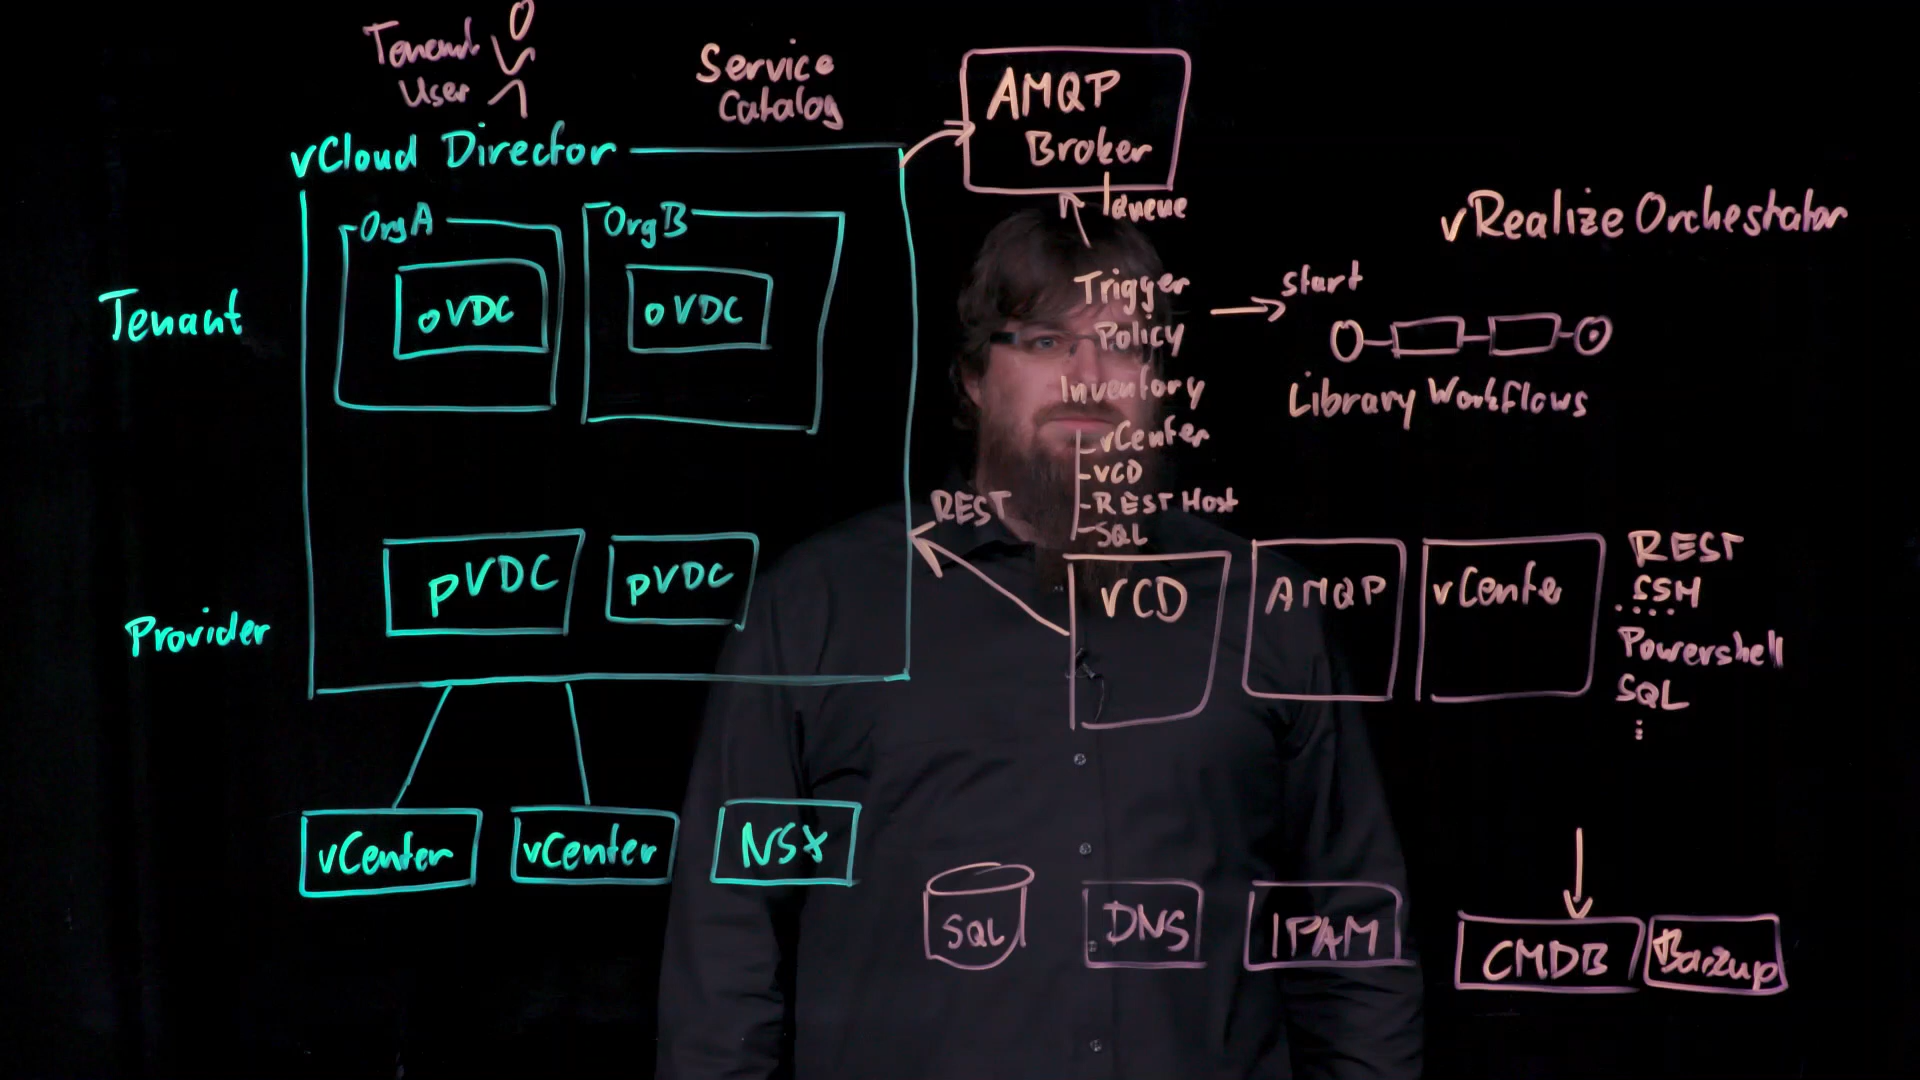 Tenant
User
Service
Catalog
AMQP
Broker
queue
vCloud Director
OrgA
OrgB
oVDC
oVDC
Tenant
pVDC
pVDC
Provider
vCenter
vCenter
NSX
vRealize Orchestrator
Trigger
Policy
start
Library Workflows
Inventory
- vCenter
- VCD
- REST Host
- SQL
REST
VCD
AMQP
vCenter
REST
SSH
....
Powershell
SQL
⋮
SQL
DNS
IPAM
CMDB
Backup